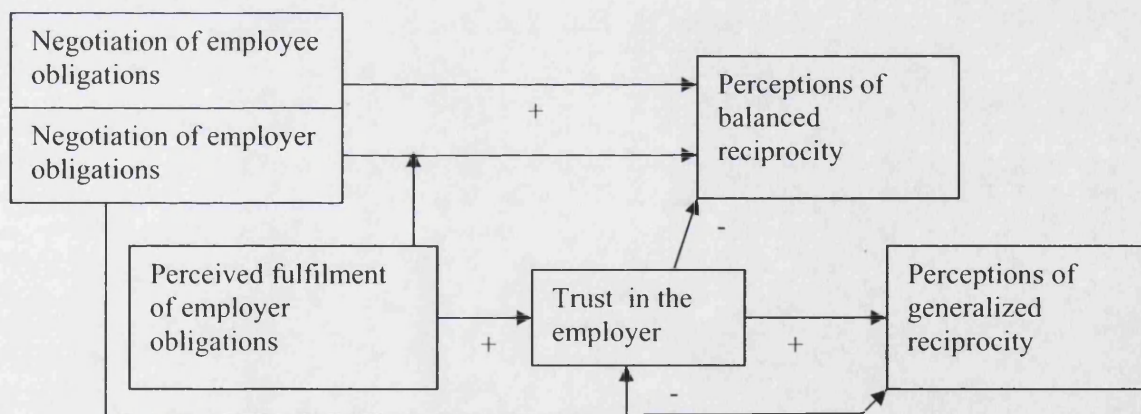 Negotiation of employee
obligations
Negotiation of employer
obligations
+
Perceptions of
balanced
reciprocity
-
Perceived fulfilment
of employer
obligations
+
Trust in the
employer
+
Perceptions of
generalized
reciprocity
-